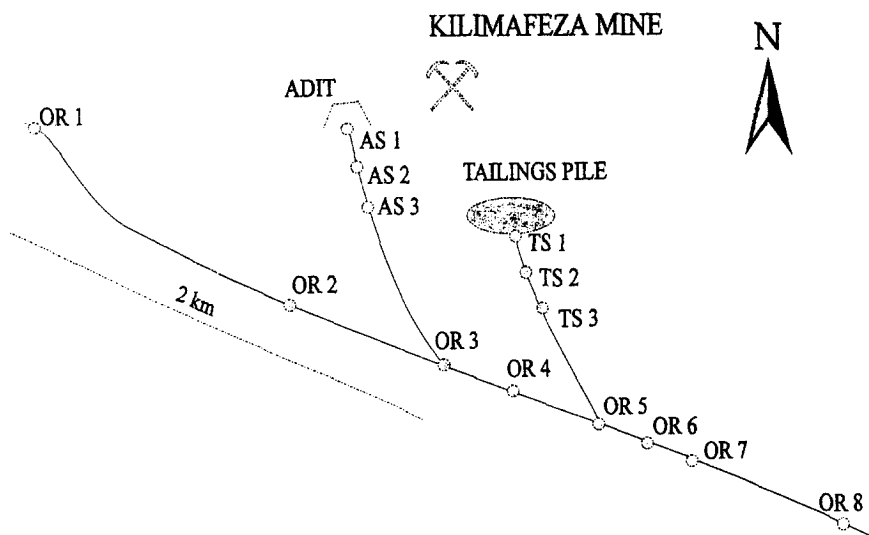 KILIMAFEZA MINE
N
ADIT
OR 1
AS 1
AS 2
TAILINGS PILE
AS 3
TS 1
TS 2
OR 2
2 km
TS 3
OR 3
OR 4
OR 5
OR 6
OR 7
OR 8